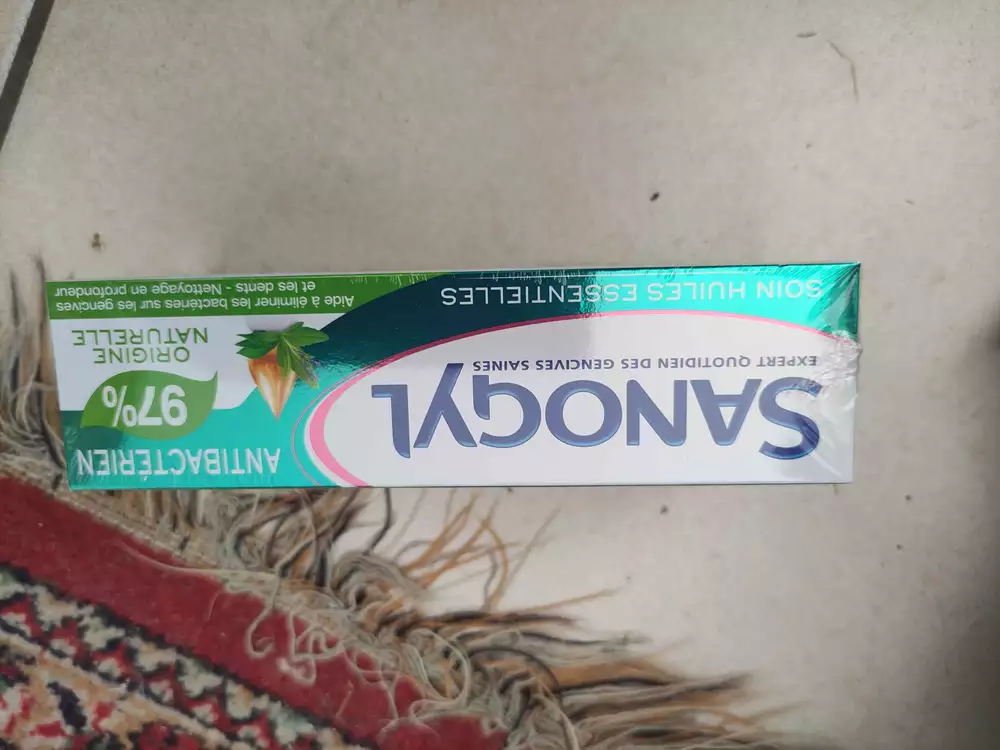 SANOGYL
EXPERT QUOTIDIEN DES GENCIVES SAINES
SOIN HUILES ESSENTIELLES
ANTIBACTÉRIEN
97%
ORIGINE
NATURELLE
Aide à éliminer les bactéries sur les gencives
et les dents - Nettoyage en profondeur